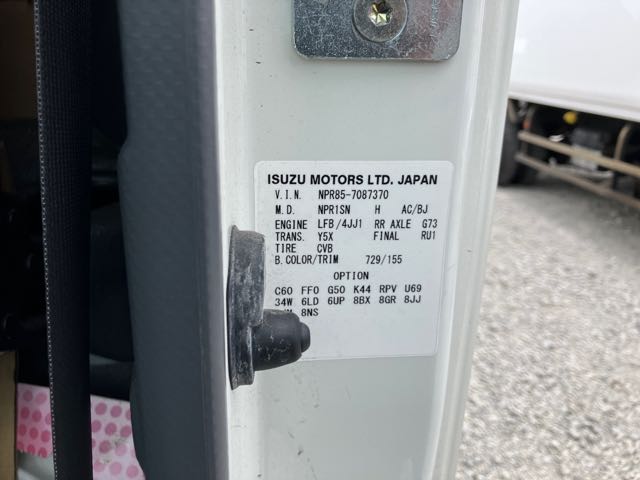 ISUZU MOTORS LTD. JAPAN
V.I.N. NPR85-7087370
M.D. NPR1SN H AC/BJ
ENGINE LFB/4JJ1 RR AXLE G73
TRANS. Y5X FINAL RU1
TIRE CVB
B.COLOR/TRIM 729/155
OPTION
C60 FF0 G50 K44 RPV U69
34W 6LD 6UP 8BX 8GR 8JJ
8NS